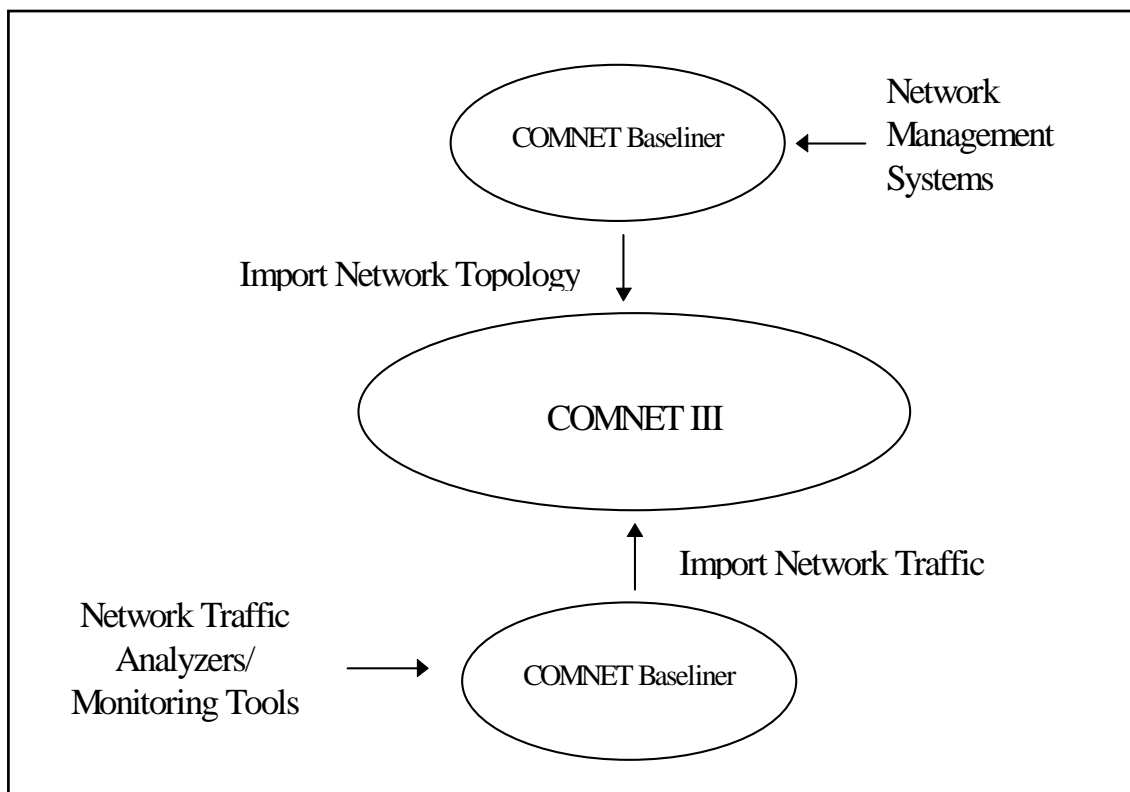 COMNET Baseliner
Network
Management
Systems
Import Network Topology
COMNET III
Import Network Traffic
Network Traffic
Analyzers/
Monitoring Tools
COMNET Baseliner